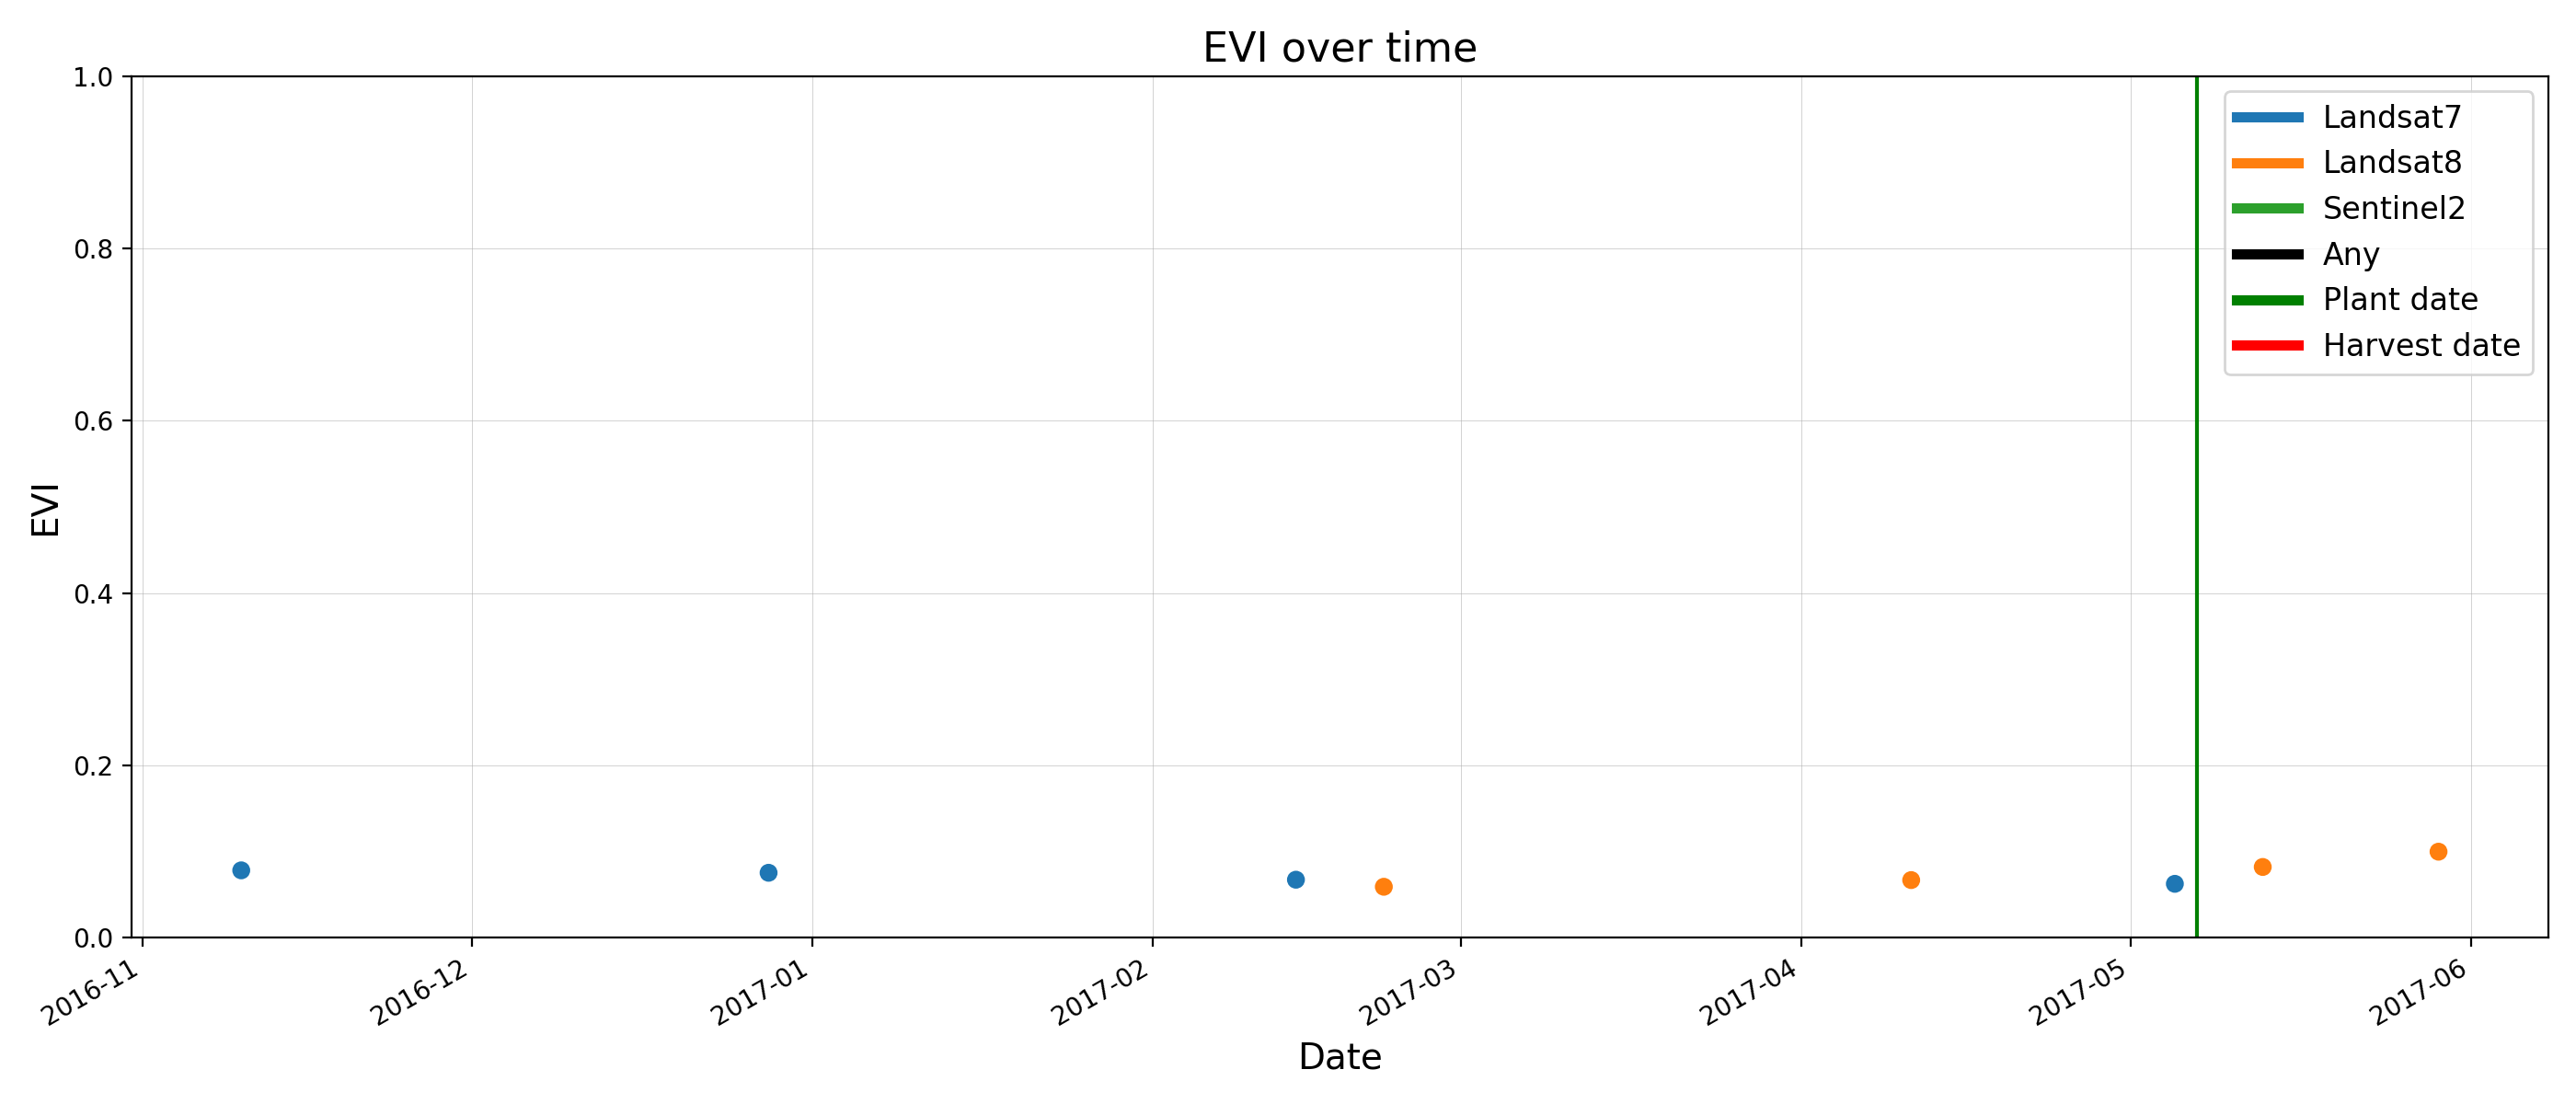 EVI over time
1.0
0.8
0.6
0.4
0.2
0.0
EVI
Landsat7
Landsat8
Sentinel2
Any
Plant date
Harvest date
2016-11
2016-12
2017-01
2017-02
2017-03
2017-04
2017-05
2017-06
Date